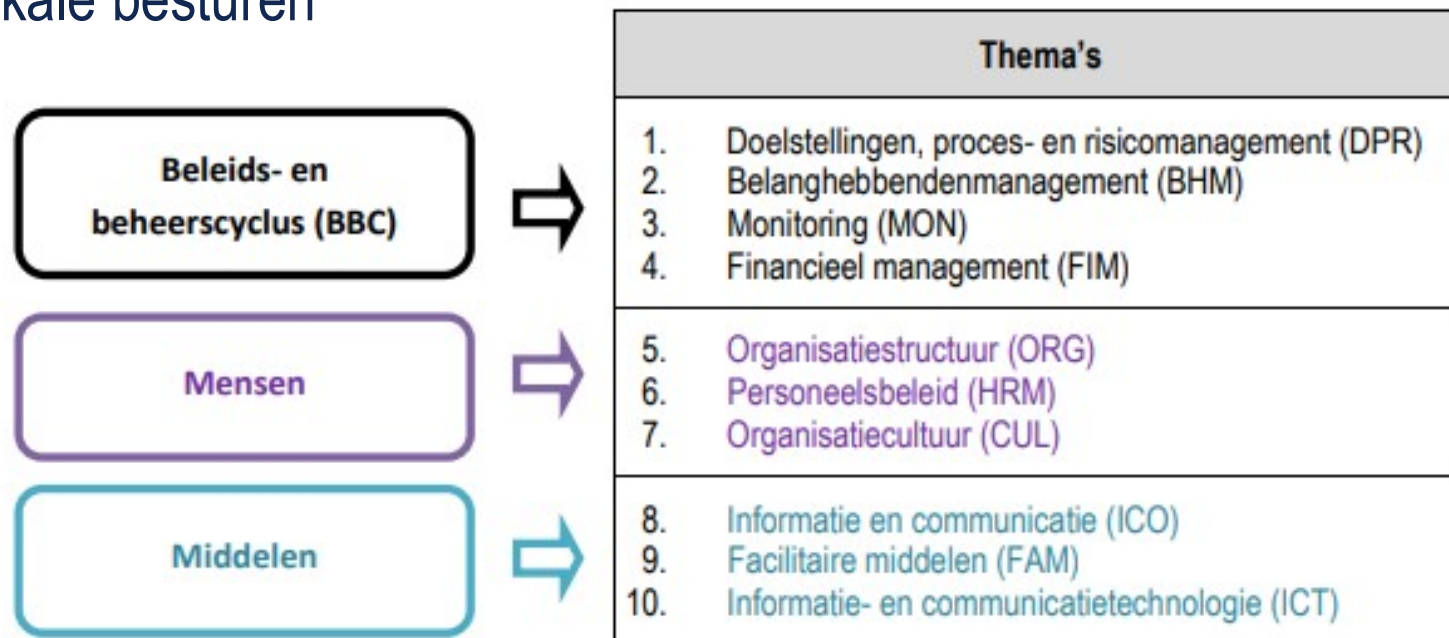 kale besturen
Thema's
Beleids- en
beheerscyclus (BBC)
1. Doelstellingen, proces- en risicomanagement (DPR)
2. Belanghebbendenmanagement (BHM)
3. Monitoring (MON)
4. Financieel management (FIM)
Mensen
5. Organisatiestructuur (ORG)
6. Personeelsbeleid (HRM)
7. Organisatiecultuur (CUL)
Middelen
8. Informatie en communicatie (ICO)
9. Facilitaire middelen (FAM)
10. Informatie- en communicatietechnologie (ICT)